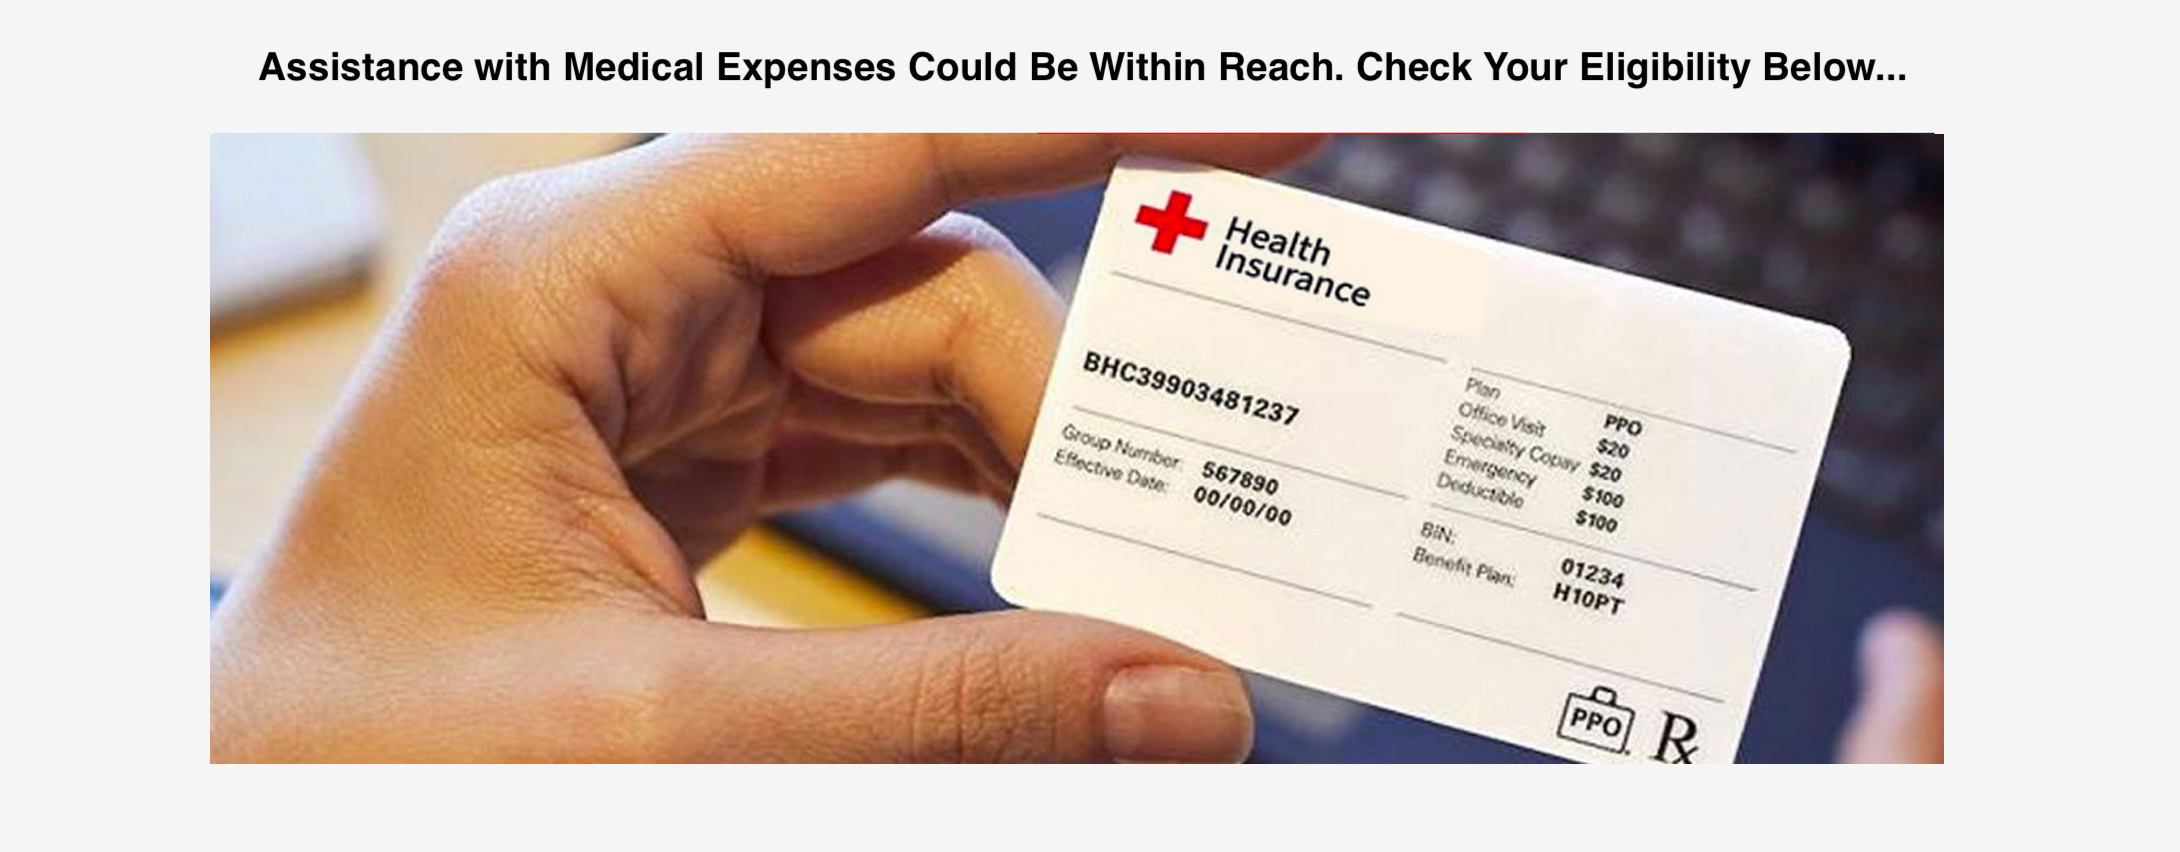 Assistance with Medical Expenses Could Be Within Reach. Check Your Eligibility Below...
Health
Insurance
BHC39903481237
Group Number: 567890
Effective Date: 00/00/00
Plan PPO
Office Visit $20
Specialty Copay $20
Emergency $100
Deductible $100
BIN: 01234
Benefit Plan: H10PT
PPO
Rx